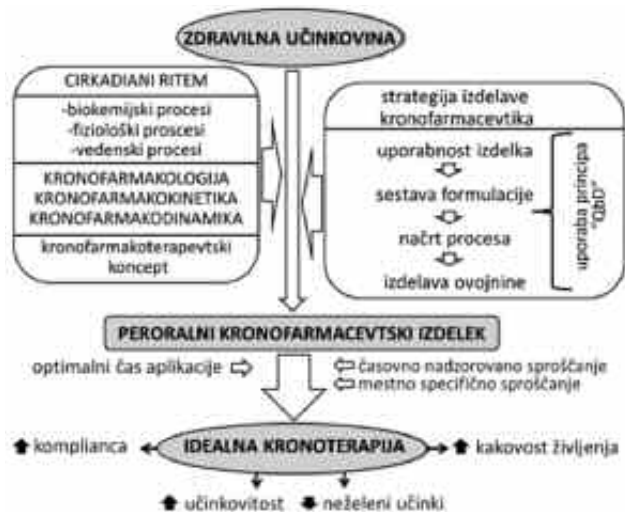 ZDRAVILNA UČINKOVINA
CIRKADIANI RITEM
-biokemijski procesi
-fiziološki proscesi
-vedenski procesi
KRONOFARMAKOLOGIJA
KRONOFARMAKOKINETIKA
KRONOFARMAKODINAMIKA
kronofarmakoterapevtski
koncept
strategija izdelave
kronofarmacevtika
uporabnost izdelka
sestava formulacije
načrt procesa
izdelava ovojnine
uporaba principa
"QbD"
PERORALNI KRONOFARMACEVTSKI IZDELEK
optimalni čas aplikacije
časovno nadzorovano sproščanje
mestno specifično sproščanje
IDEALNA KRONOTERAPIJA
komplianca
kakovost življenja
učinkovitost
neželeni učinki